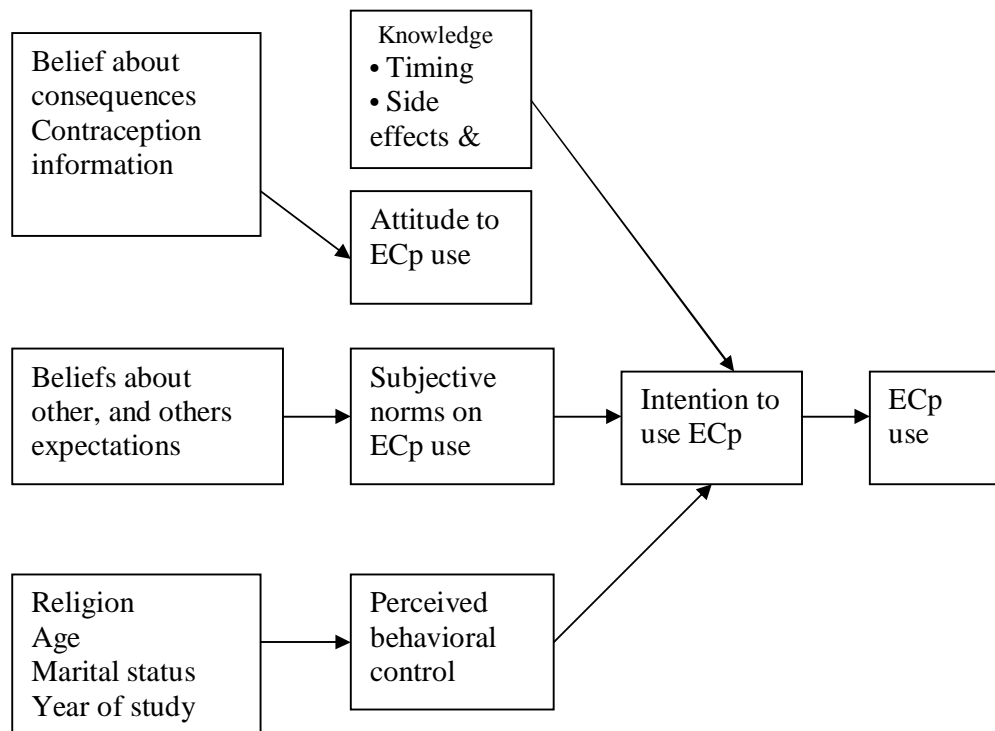 Belief about
consequences
Contraception
information
Knowledge
• Timing
• Side
effects &
Attitude to
ECp use
Beliefs about
other, and others
expectations
Subjective
norms on
ECp use
Intention to
use ECp
ECp
use
Religion
Age
Marital status
Year of study
Perceived
behavioral
control